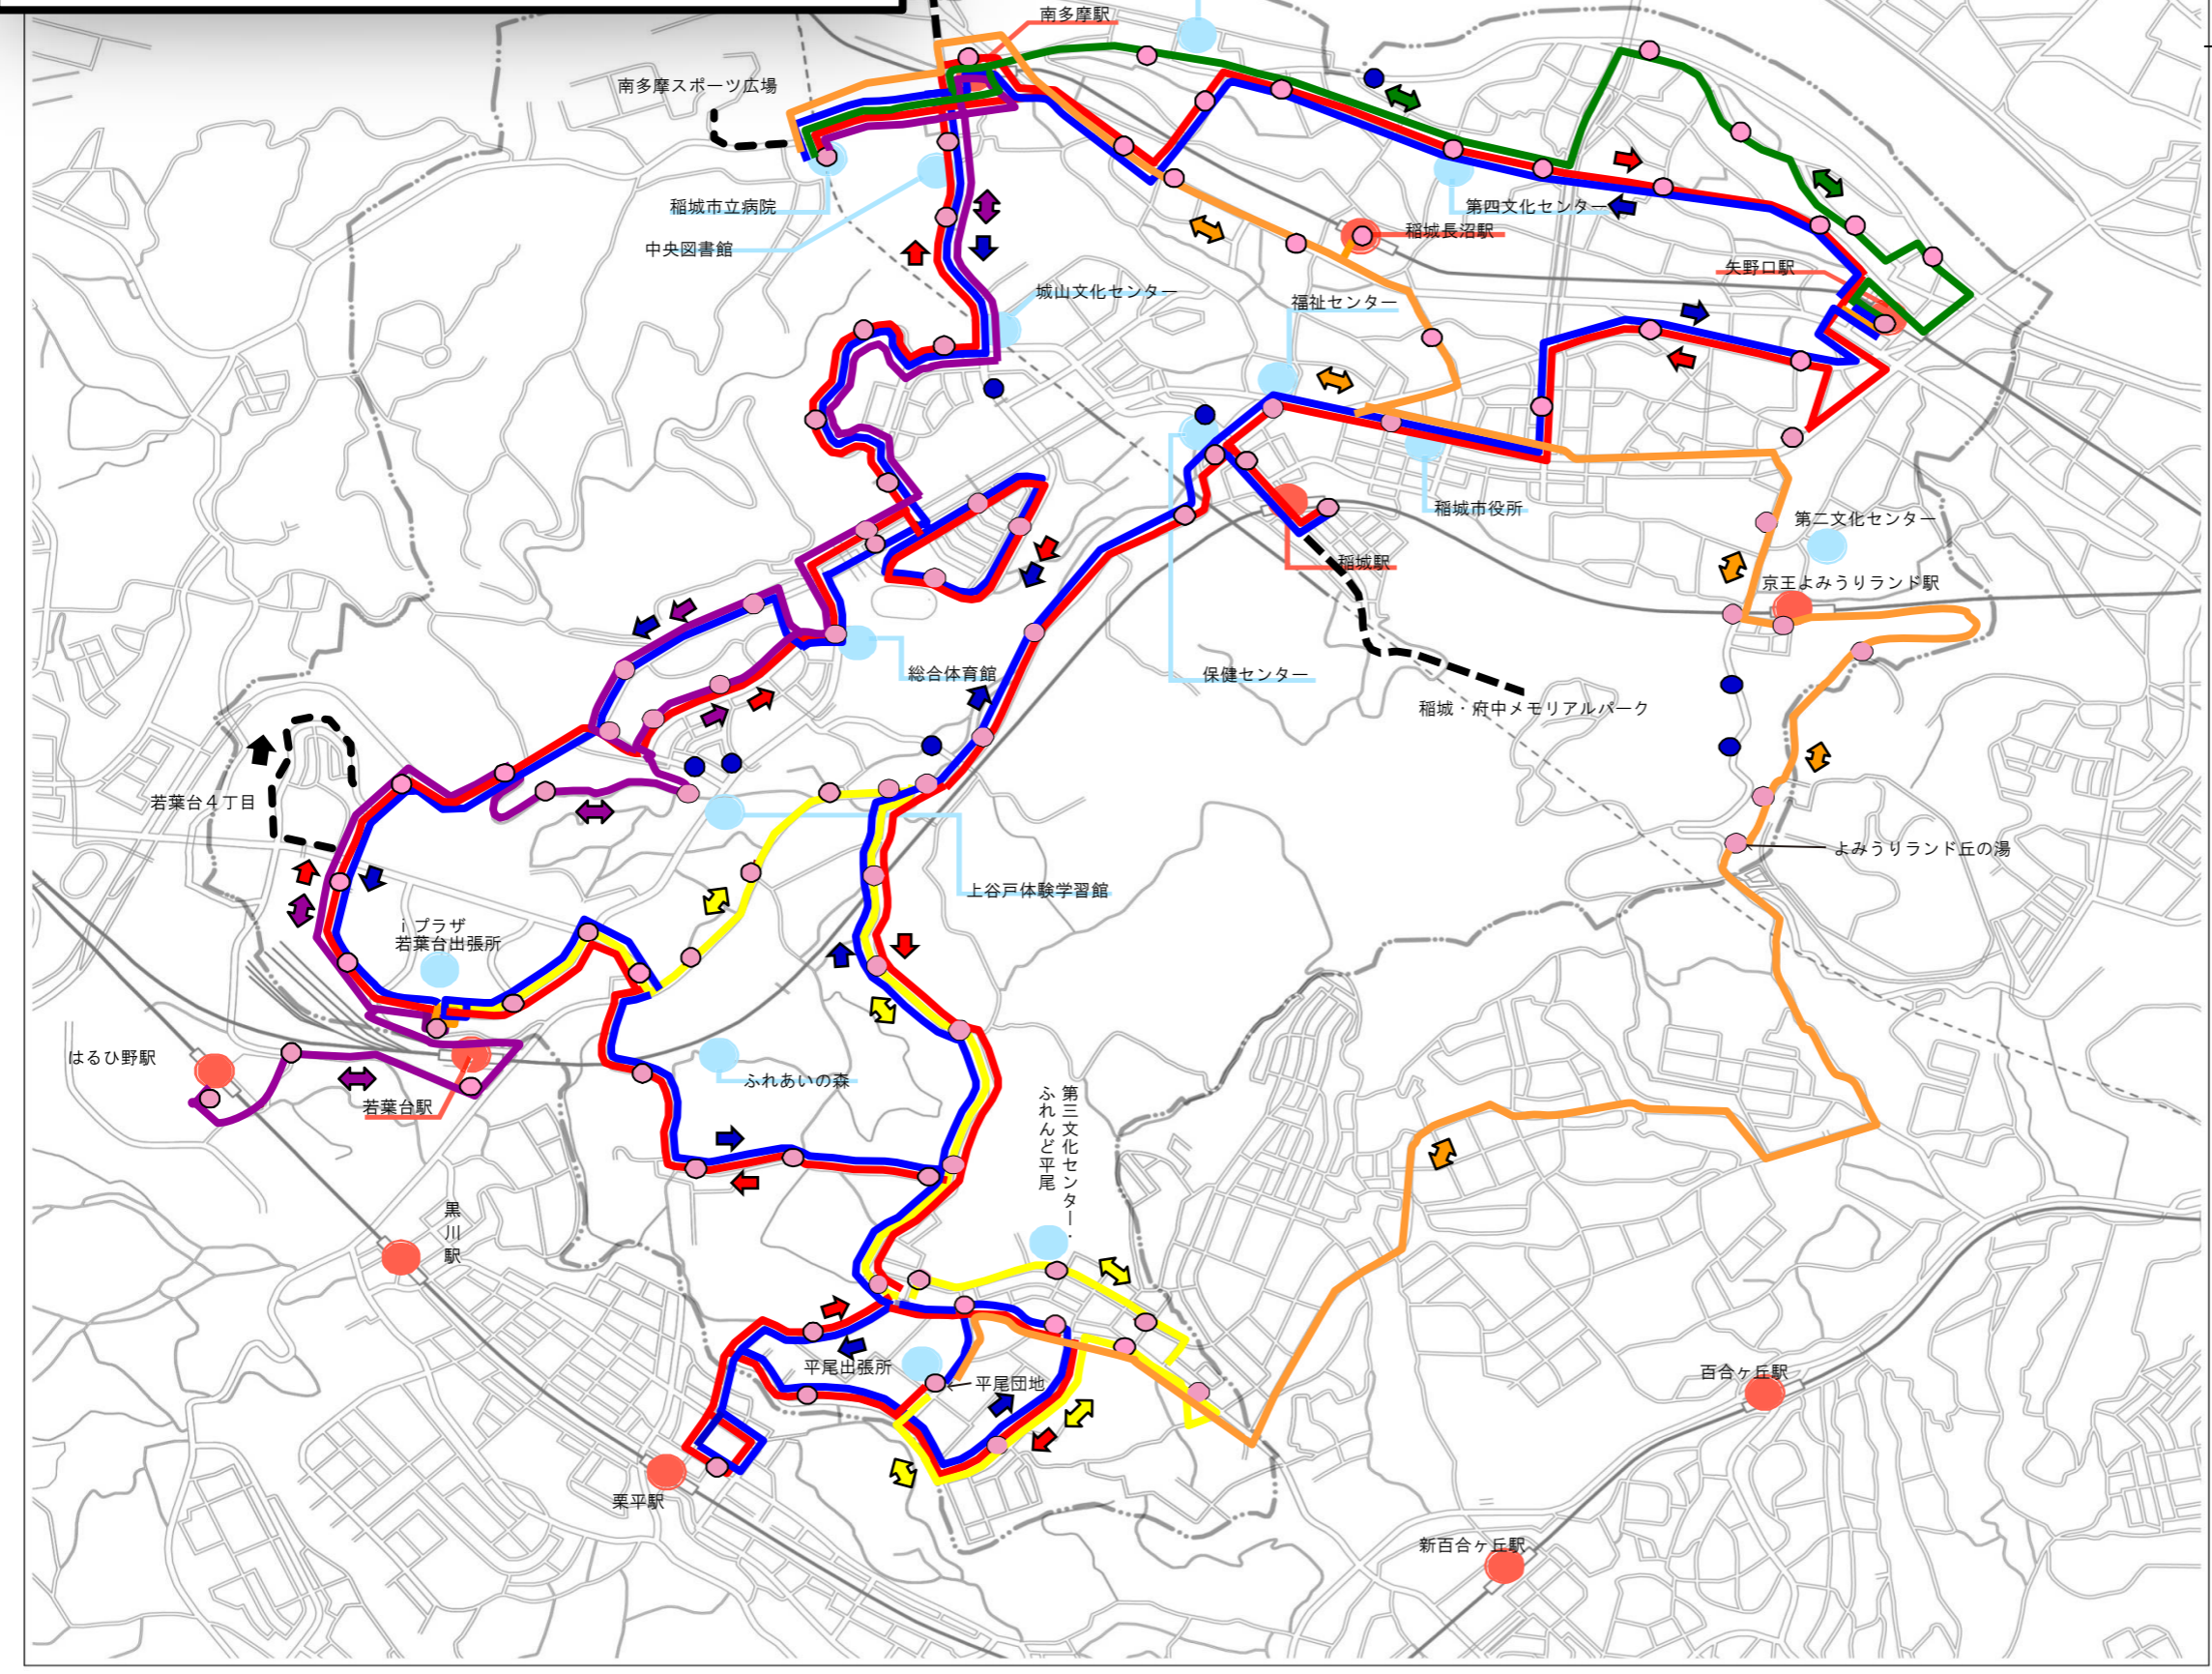 南多摩駅
南多摩スポーツ広場
稲城市立病院
中央図書館
第四文化センター
稲城長沼駅
矢野口駅
城山文化センター
福祉センター
稲城市役所
第二文化センター
稲城駅
京王よみうりランド駅
総合体育館
保健センター
稲城・府中メモリアルパーク
若葉台４丁目
よみうりランド丘の湯
上谷戸体験学習館
ｉプラザ
若葉台出張所
はるひ野駅
ふれあいの森
若葉台駅
第三文化センター・
ふれんど平尾
黒川駅
平尾出張所
平尾団地
百合ヶ丘駅
栗平駅
新百合ヶ丘駅